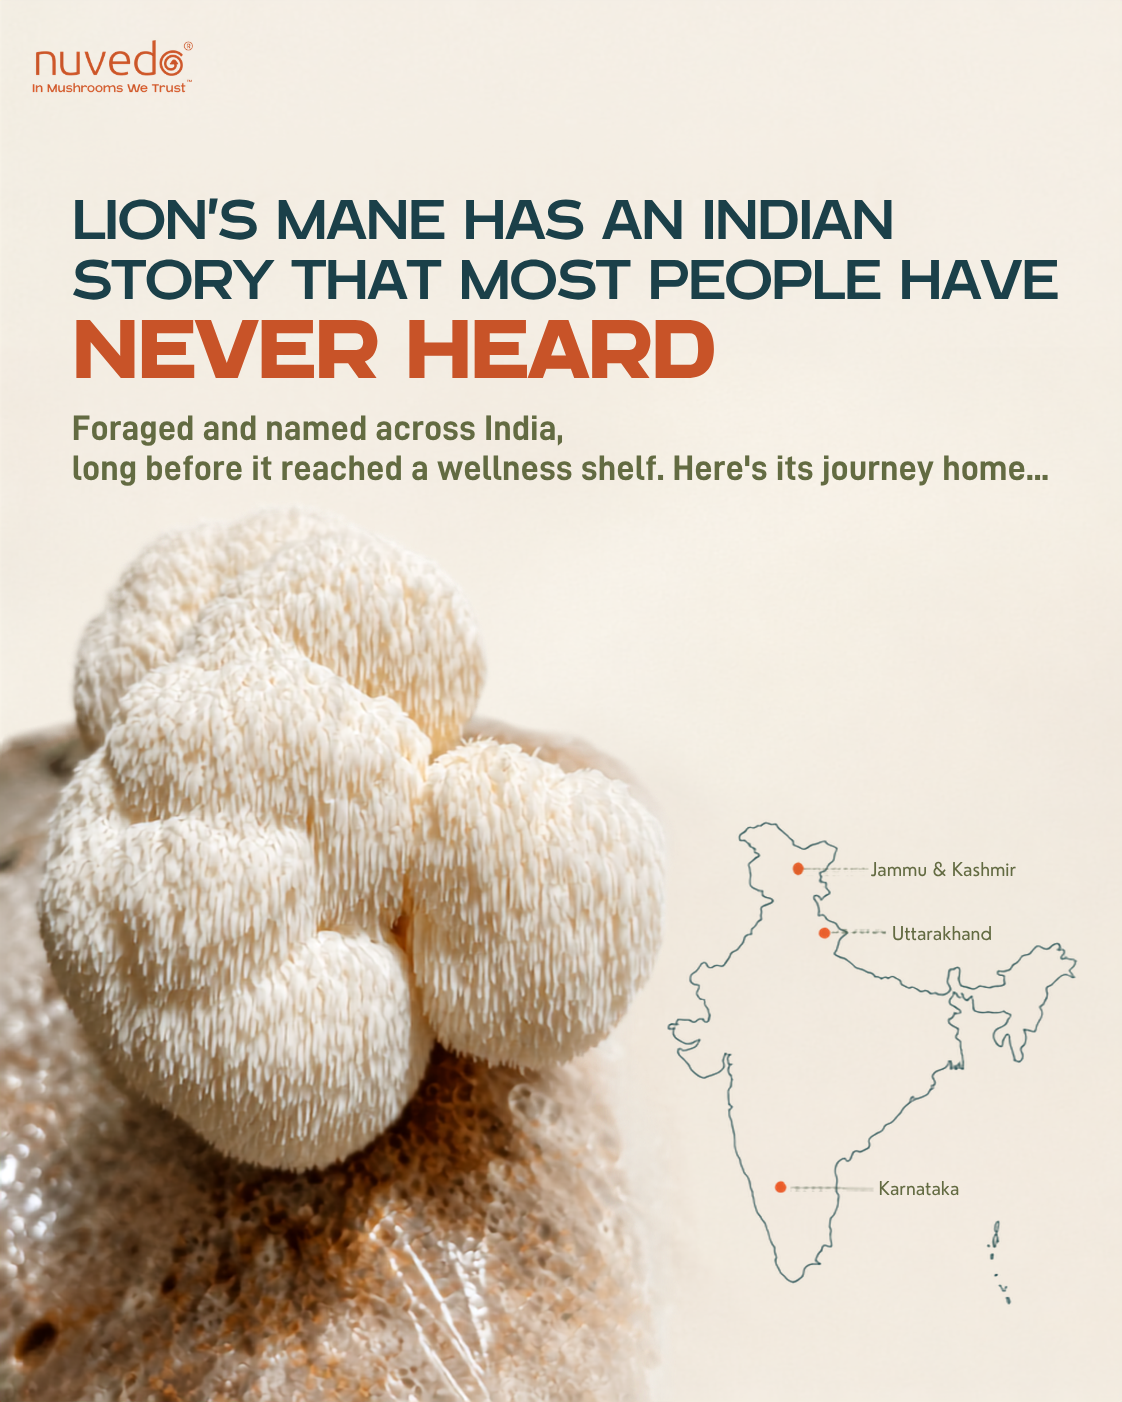 nuvedo®
In Mushrooms We Trust™
LION'S MANE HAS AN INDIAN
STORY THAT MOST PEOPLE HAVE
NEVER HEARD
Foraged and named across India,
long before it reached a wellness shelf. Here's its journey home...
Jammu & Kashmir
Uttarakhand
Karnataka